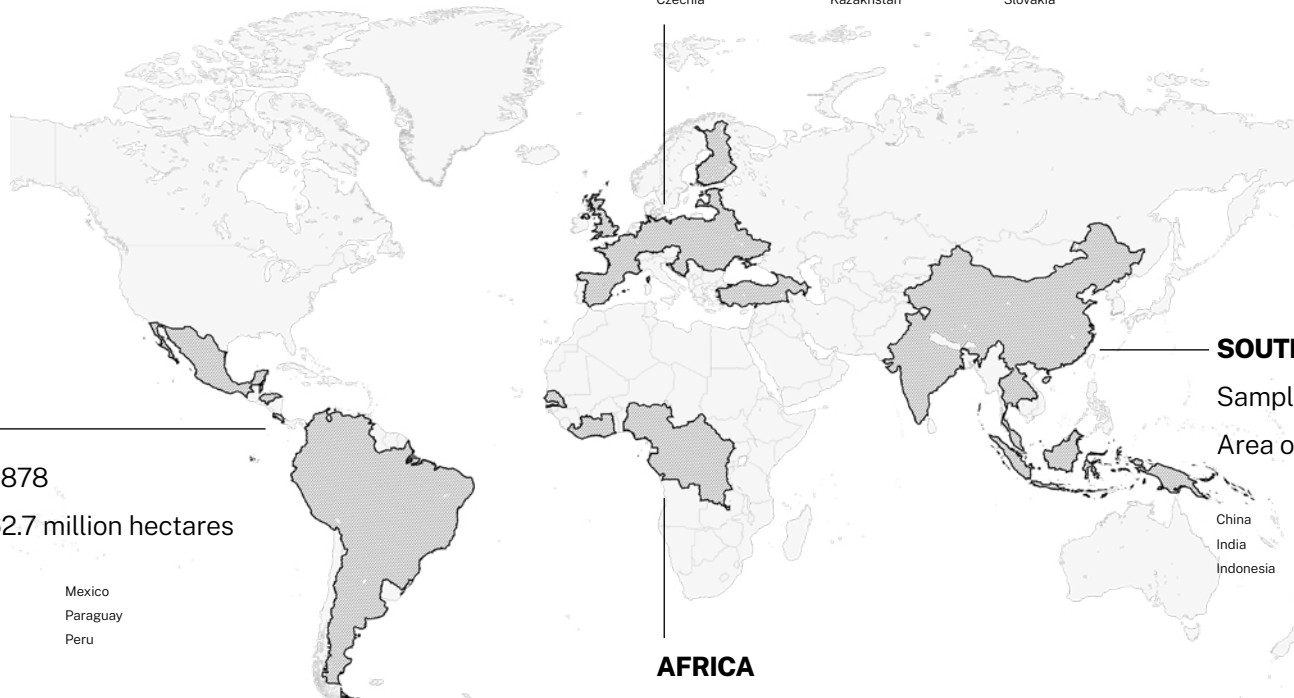 Czechia
Kazakhstan
Slovakia
SOUTH
Sampl
Area o
878
2.7 million hectares
China
India
Indonesia
Mexico
Paraguay
Peru
AFRICA